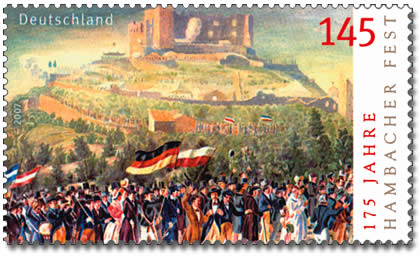 Deutschland
145
2007
175 JAHRE
HAMBACHER FEST